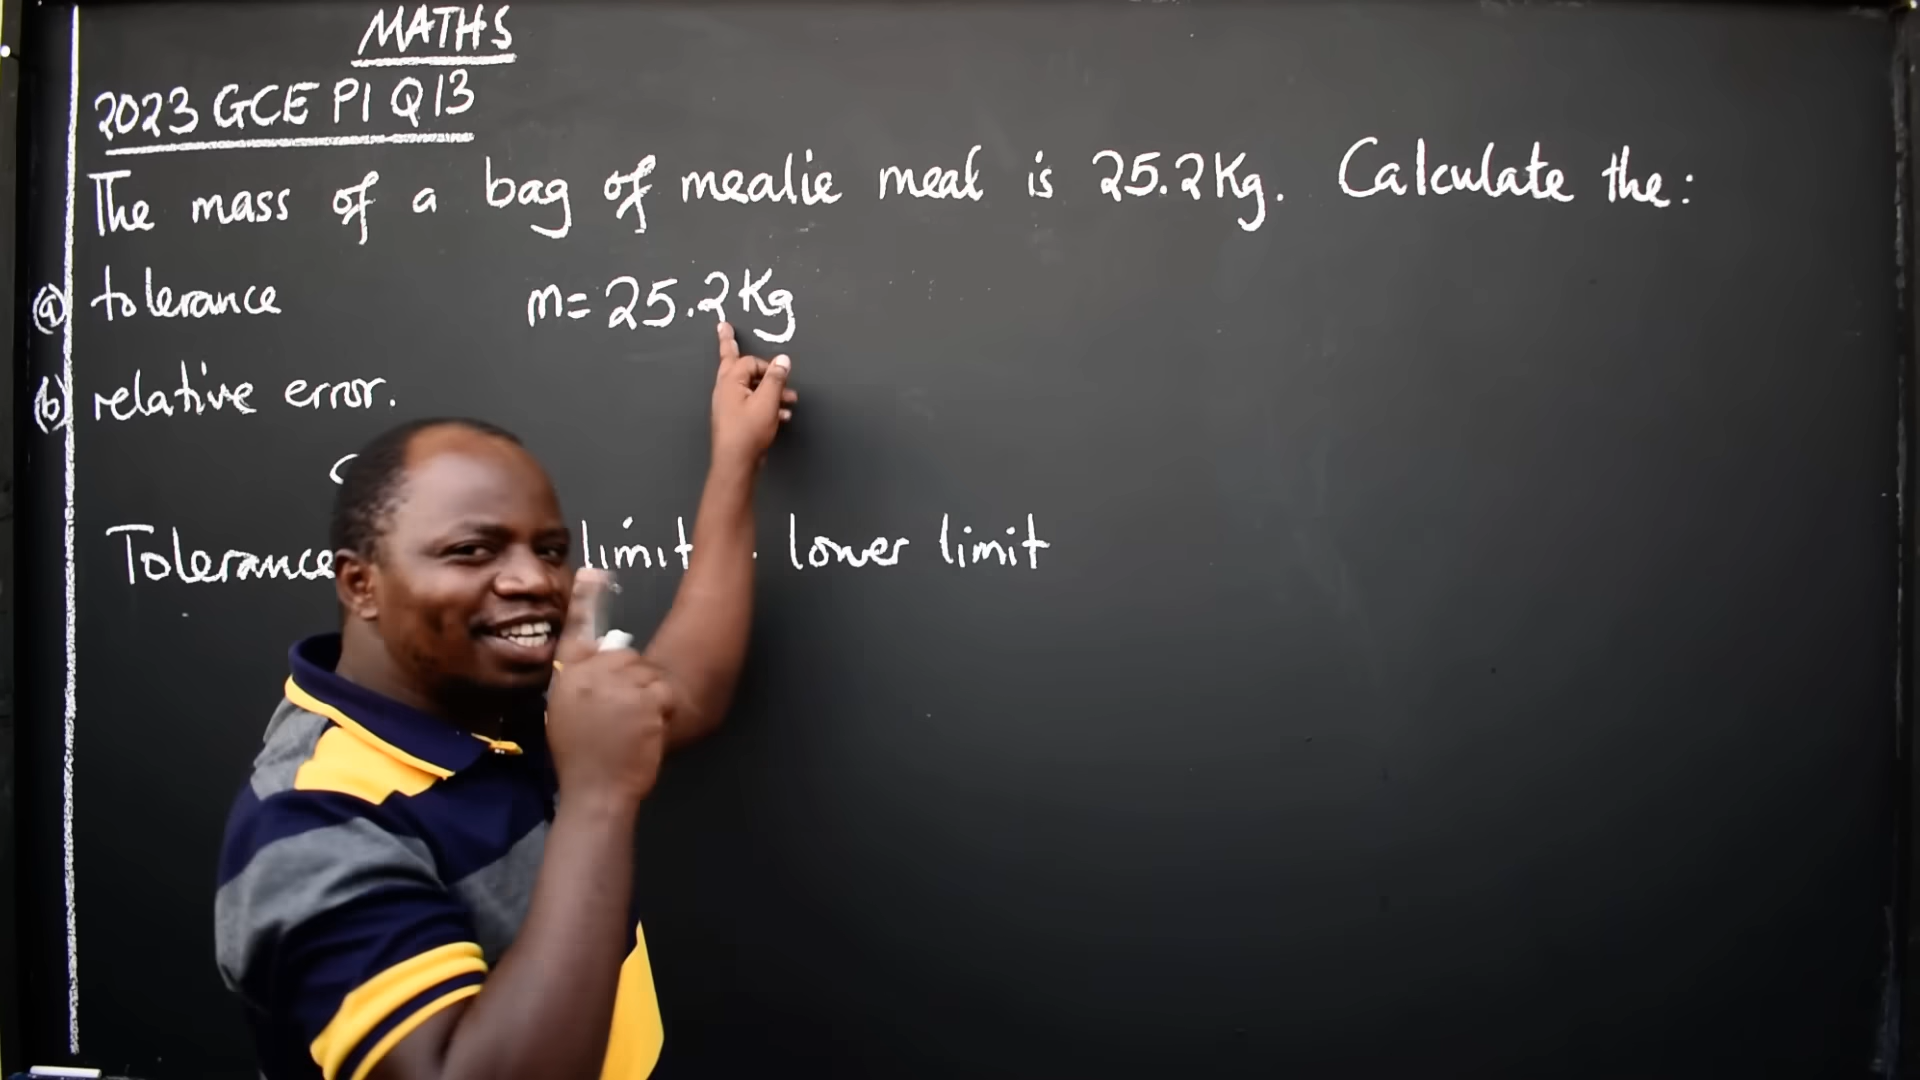 MATHS
2023 GCE P1 Q13
The mass of a bag of mealie meal is 25.2Kg. Calculate the:
(a) tolerance
m= 25.2Kg
(b) relative error.
Tolerance limit lower limit